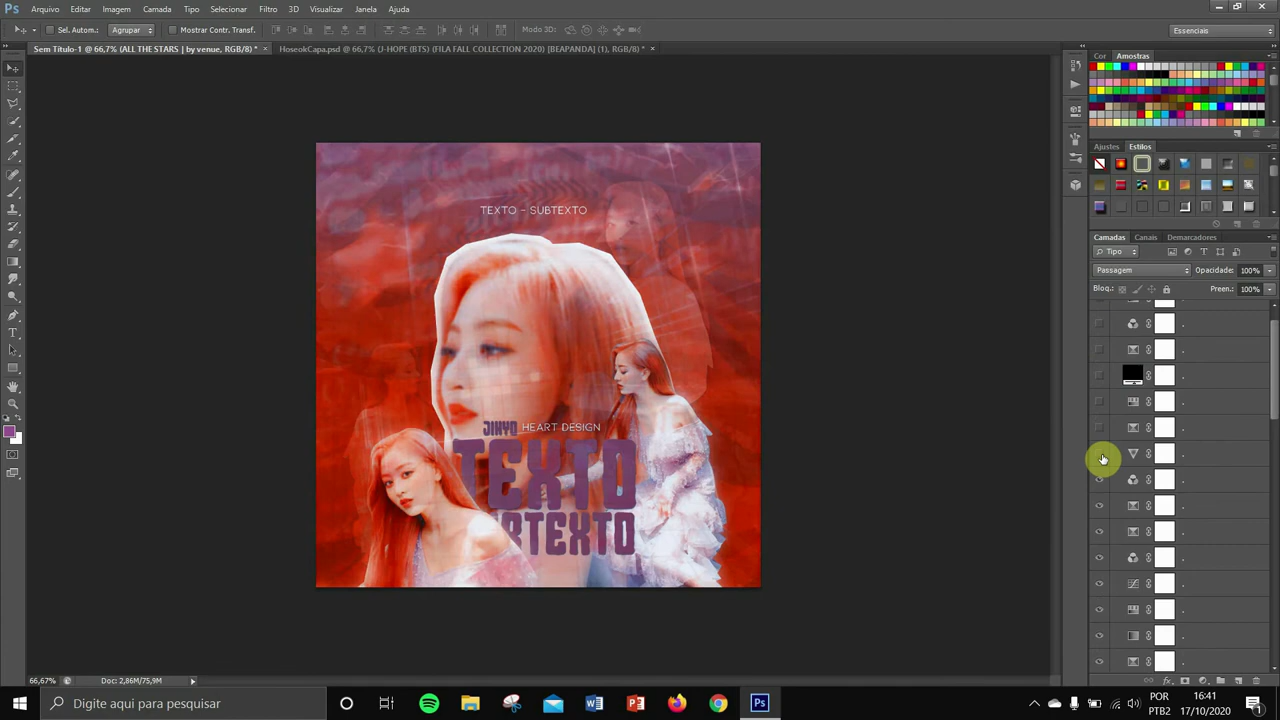 Ps Arquivo Editar Imagem Camada Tipo Selecionar Filtro 3D Visualizar Janela Ajuda
Sel. Autom.: Agrupar Mostrar Contr. Transf. Modo 3D: Essenciais
Sem Título-1 @ 66,7% (ALL THE STARS | by venue, RGB/8) * × HoseokCapa.psd @ 66,7% (J-HOPE (BTS) (FILA FALL COLLECTION 2020) [BEAPANDA] (1), RGB/8) * ×
Cor Amostras
Ajustes Estilos
Camadas Canais Demarcadores
Tipo
Passagem Opacidade: 100%
Bloq.: Preen.: 100%
TEXTO - SUBTEXTO
JIHYO HEART DESIGN
TEXTO
BTEXTO
66,67% Doc: 2,86M/75,9M
Digite aqui para pesquisar
POR
PTB2
16:41
17/10/2020